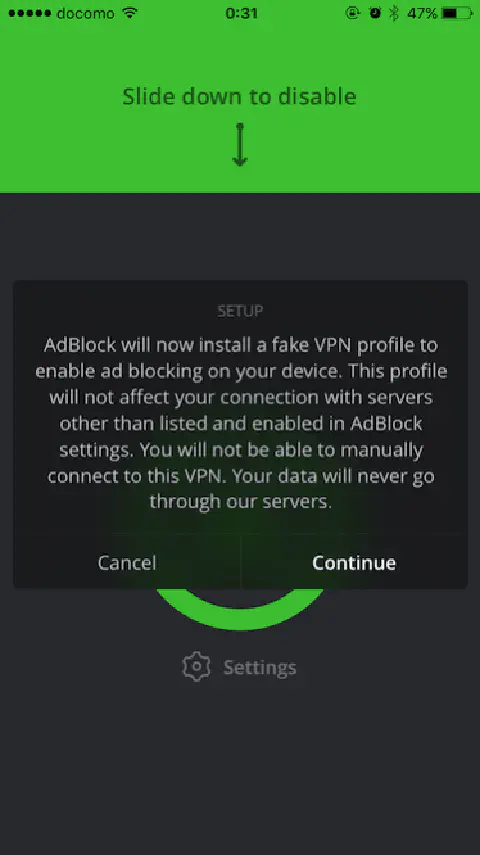 docomo 0:31 47%
Slide down to disable
SETUP
AdBlock will now install a fake VPN profile to
enable ad blocking on your device. This profile
will not affect your connection with servers
other than listed and enabled in AdBlock
settings. You will not be able to manually
connect to this VPN. Your data will never go
through our servers.
Cancel Continue
Settings